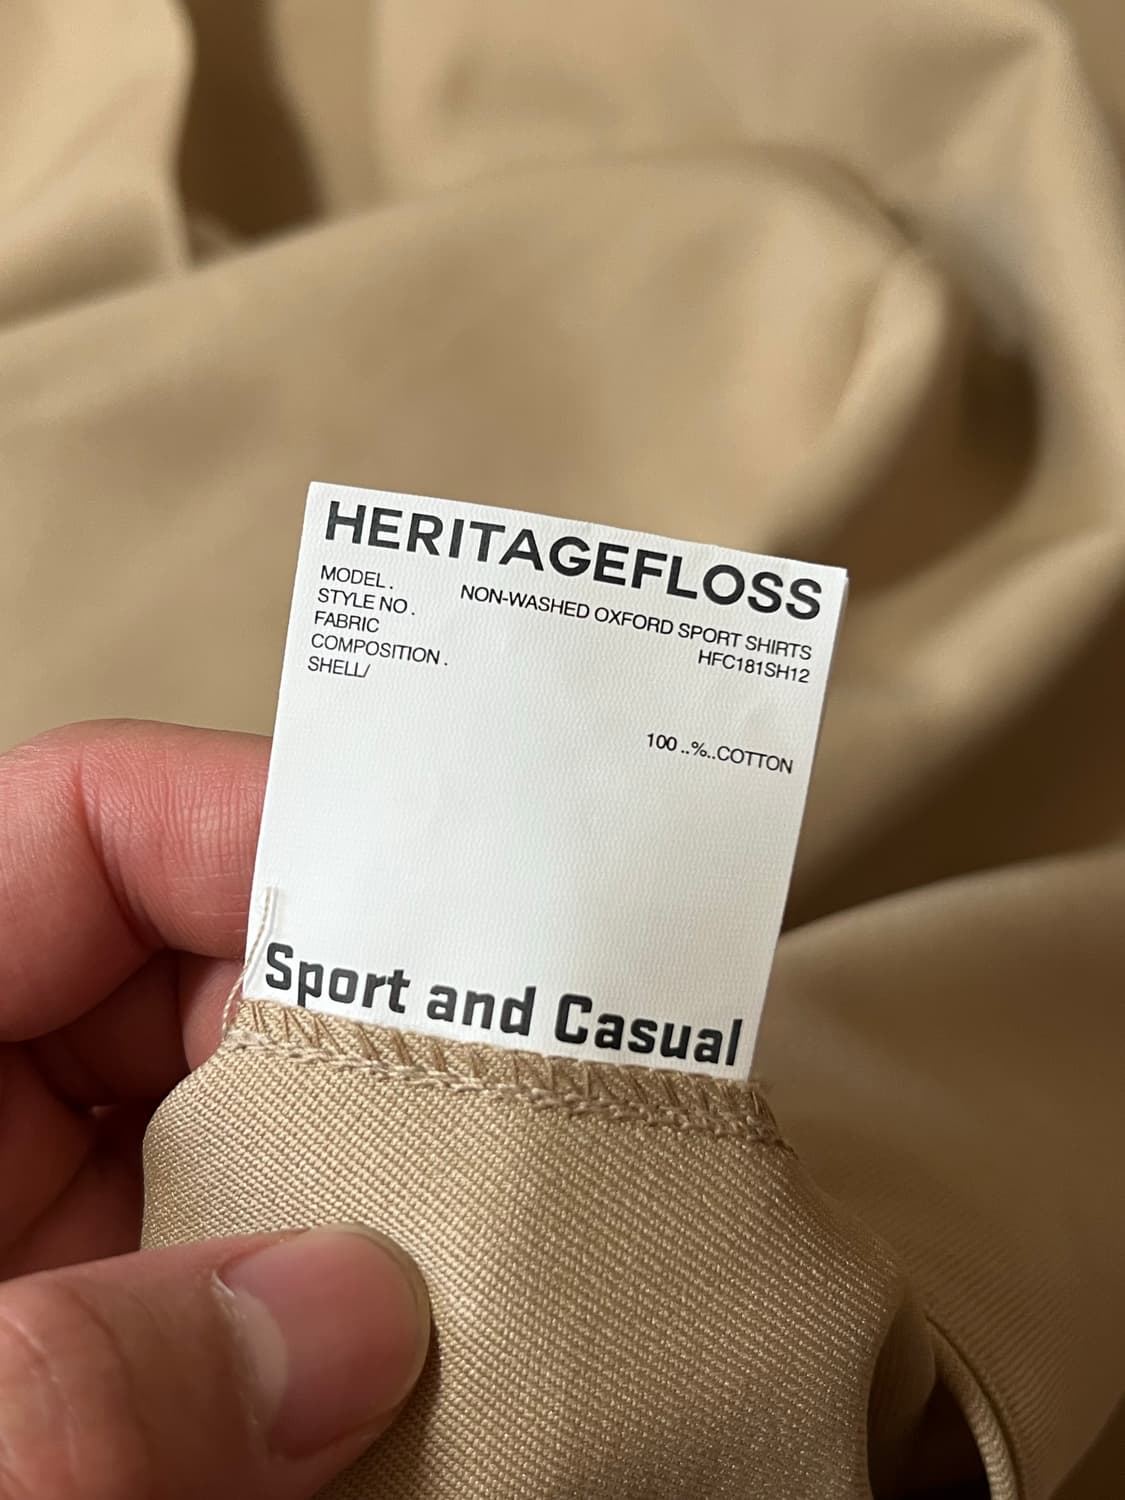 HERITAGEFLOSS
MODEL. NON-WASHED OXFORD SPORT SHIRTS
STYLE NO. HFC181SH12
FABRIC
COMPOSITION.
SHELL/
100..%..COTTON
Sport and Casual